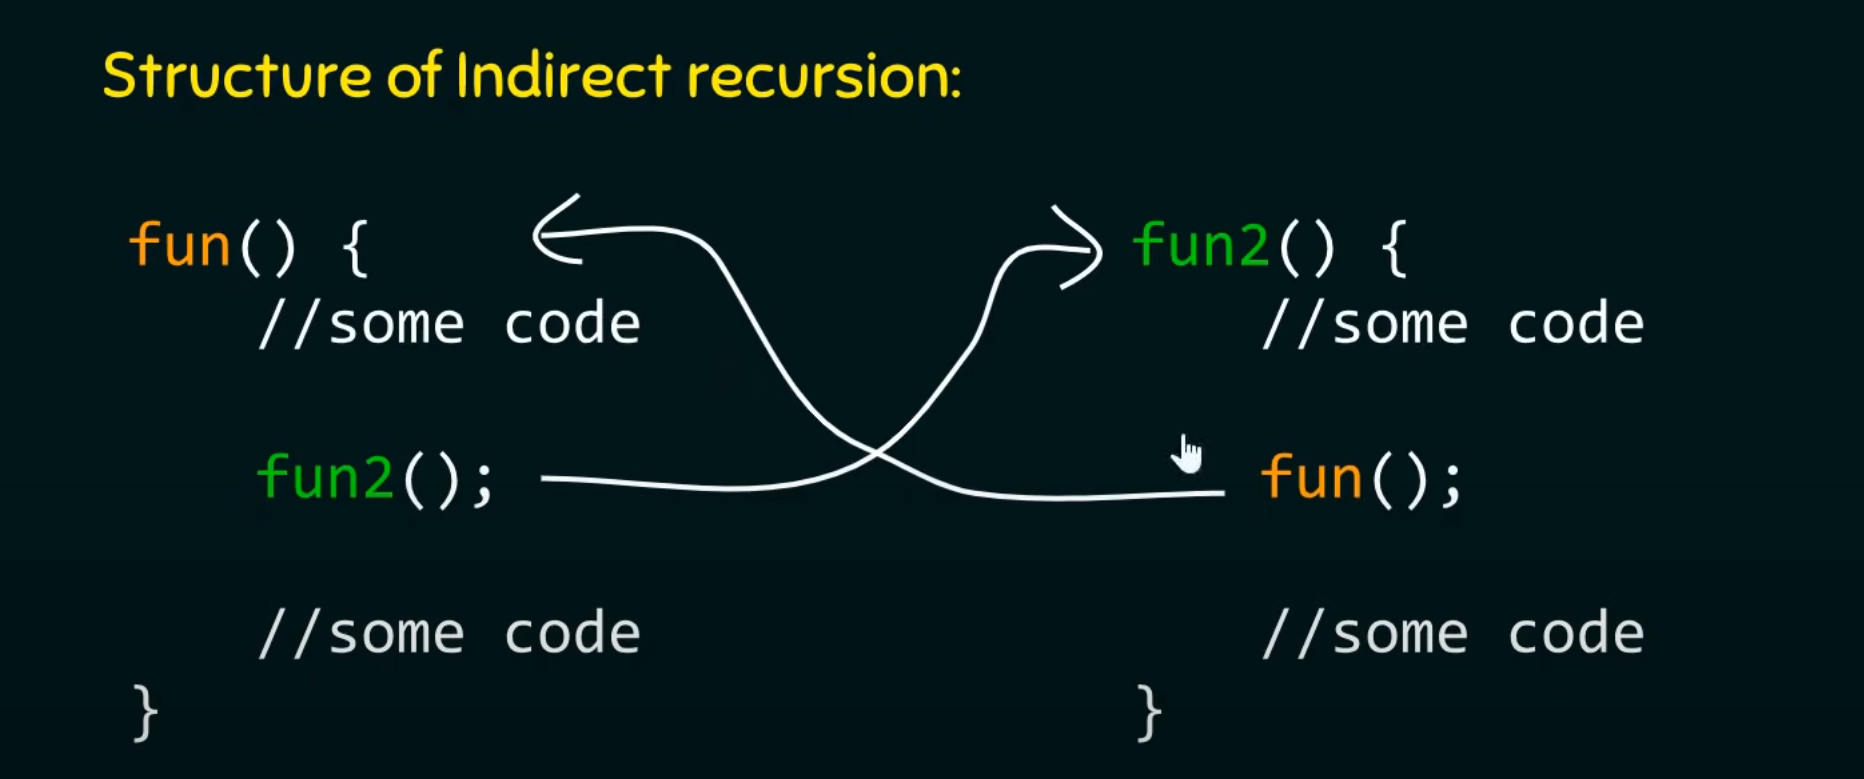 Structure of Indirect recursion:
fun() {
//some code
fun2();
//some code
}
fun2() {
//some code
fun();
//some code
}